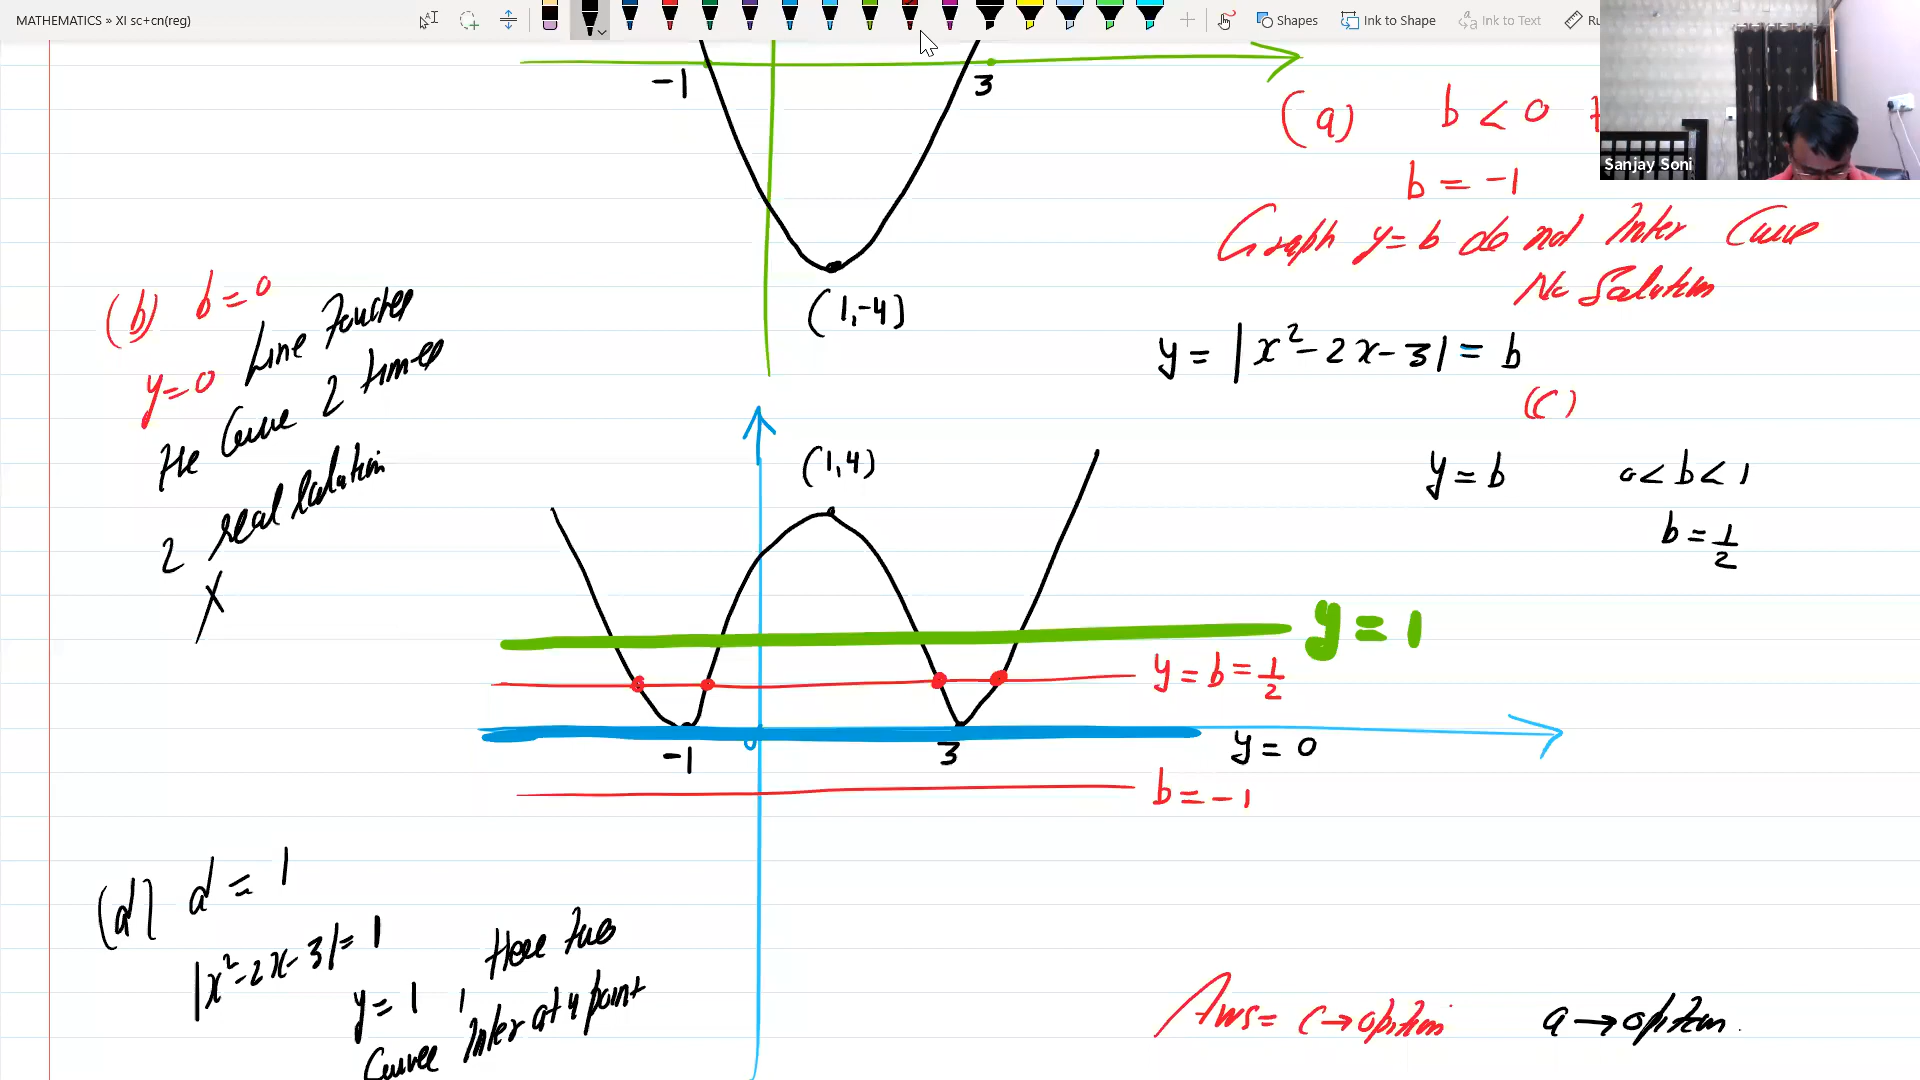 MATHEMATICS » XI sc+cn(reg)
Shapes
Ink to Shape
Ink to Text
Ru
Sanjay Soni
-1
3
(1,-4)
(a) b < 0
b = -1
Graph y=b do not Inter Curve
No Solution
(b) b=0
y=0 Line Touches
The Curve 2 times
2 real solution
X
y = |x²-2x-3| = b
(c)
y = b 0 < b < 1
b = 1/2
(1,4)
y = 1
y = b = 1/2
-1
0
3
y = 0
b = -1
(d) d = 1
|x²-2x-3|= 1
y = 1 , Here Two
Curve Inter at 4 point
Aws= c→option
a→option.